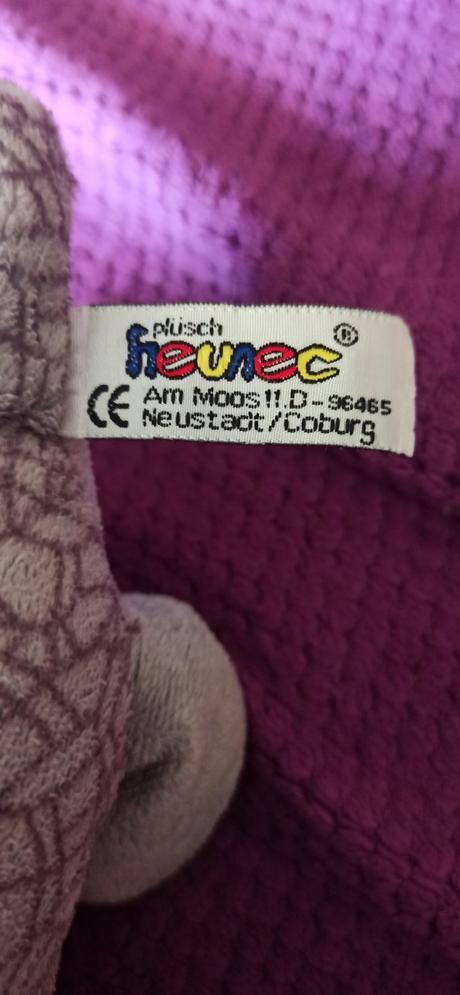 plüsch
heunec ®
CE Am Moos 11.D-96465
Neustadt/Coburg